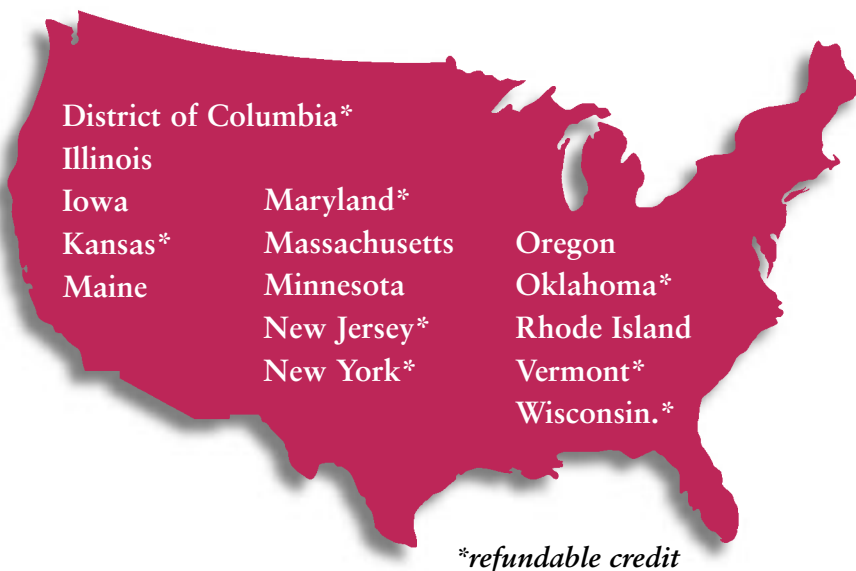 District of Columbia*
Illinois
Iowa
Kansas*
Maine
Maryland*
Massachusetts
Minnesota
New Jersey*
New York*
Oregon
Oklahoma*
Rhode Island
Vermont*
Wisconsin.*
*refundable credit